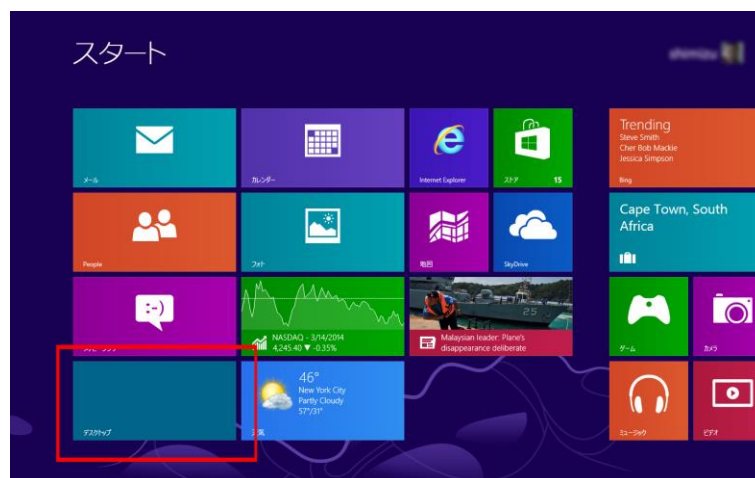 スタート
shimizu
メール
カレンダー
Internet Explorer
ストア 15
Trending
Steve Smith
Cher Bob Mackie
Jessica Simpson
Bing
People
フォト
地図
SkyDrive
Cape Town, South
Africa
NASDAQ - 3/14/2014
4,245.40 ▼ -0.35%
Malaysian leader: Plane's
disappearance deliberate
25
ゲーム
カメラ
デスクトップ
46°
New York City
Partly Cloudy
57°/31°
天気
ミュージック
ビデオ